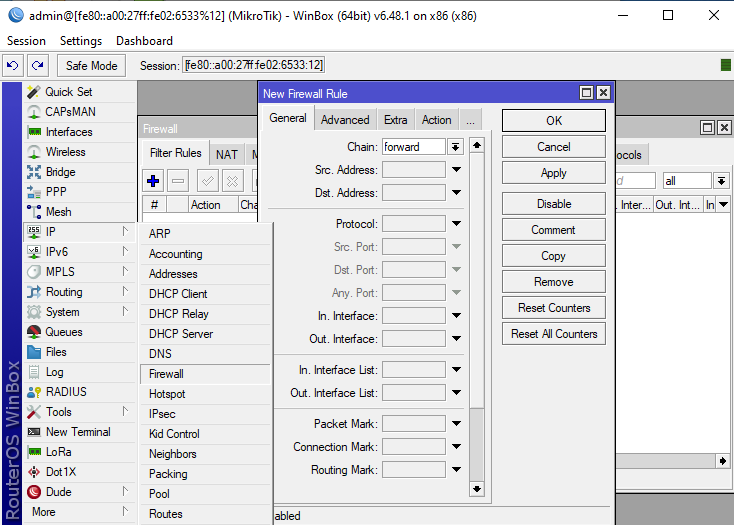 admin@[fe80::a00:27ff:fe02:6533%12] (MikroTik) - WinBox (64bit) v6.48.1 on x86 (x86)
Session Settings Dashboard
Safe Mode Session: [fe80::a00:27ff:fe02:6533:12]
RouterOS WinBox
Quick Set
CAPsMAN
Interfaces
Wireless
Bridge
PPP
Mesh
IP
IPv6
MPLS
Routing
System
Queues
Files
Log
RADIUS
Tools
New Terminal
LoRa
Dot1X
Dude
More
ARP
Accounting
Addresses
DHCP Client
DHCP Relay
DHCP Server
DNS
Firewall
Hotspot
IPsec
Kid Control
Neighbors
Packing
Pool
Routes
Firewall
Filter Rules NAT
# Action Cha
New Firewall Rule
General Advanced Extra Action ...
Chain: forward
Src. Address:
Dst. Address:
Protocol:
Src. Port:
Dst. Port:
Any. Port:
In. Interface:
Out. Interface:
In. Interface List:
Out. Interface List:
Packet Mark:
Connection Mark:
Routing Mark:
abled
OK
Cancel
Apply
Disable
Comment
Copy
Remove
Reset Counters
Reset All Counters
ocols
all
. Inter... Out. Int... In